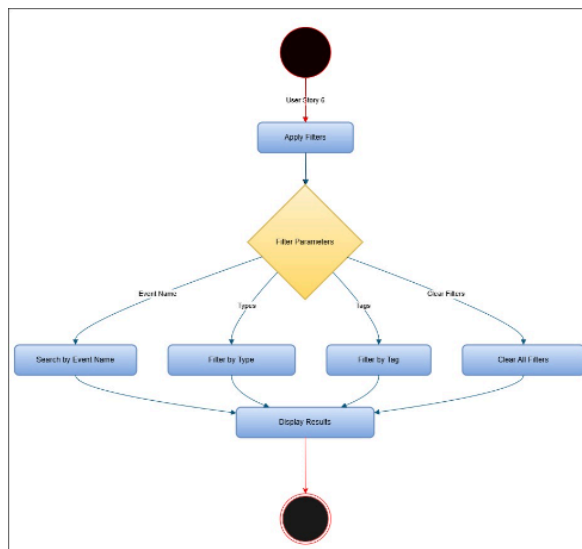 User Story 6
Apply Filters
Filter Parameters
Event Name
Types
Tags
Clear Filters
Search by Event Name
Filter by Type
Filter by Tag
Clear All Filters
Display Results